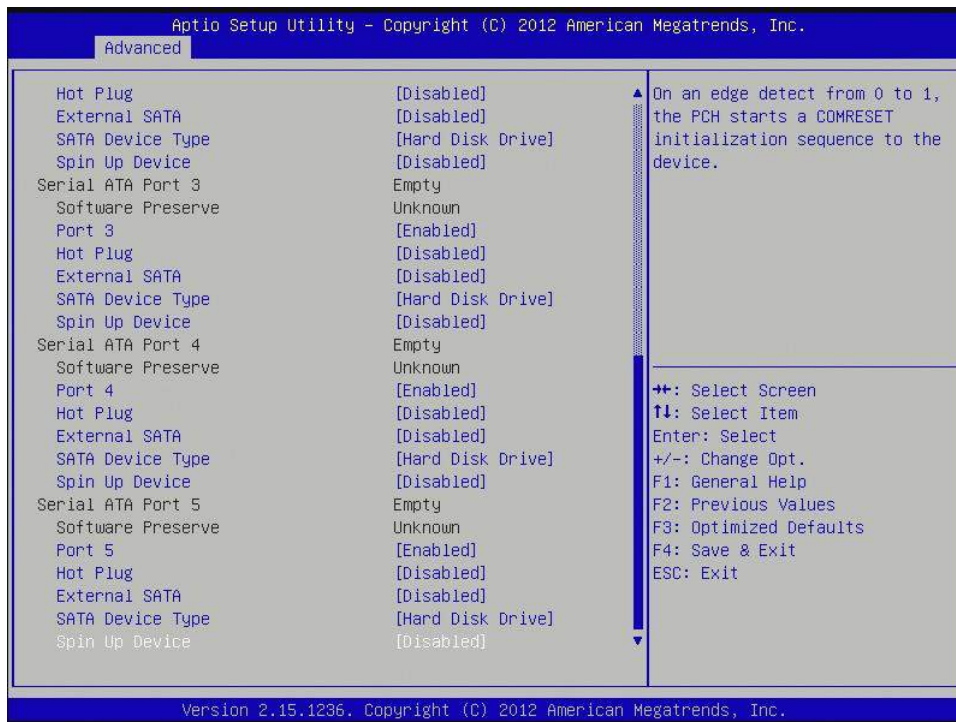 Aptio Setup Utility – Copyright (C) 2012 American Megatrends, Inc.
Advanced
Hot Plug [Disabled]
External SATA [Disabled]
SATA Device Type [Hard Disk Drive]
Spin Up Device [Disabled]
Serial ATA Port 3 Empty
Software Preserve Unknown
Port 3 [Enabled]
Hot Plug [Disabled]
External SATA [Disabled]
SATA Device Type [Hard Disk Drive]
Spin Up Device [Disabled]
Serial ATA Port 4 Empty
Software Preserve Unknown
Port 4 [Enabled]
Hot Plug [Disabled]
External SATA [Disabled]
SATA Device Type [Hard Disk Drive]
Spin Up Device [Disabled]
Serial ATA Port 5 Empty
Software Preserve Unknown
Port 5 [Enabled]
Hot Plug [Disabled]
External SATA [Disabled]
SATA Device Type [Hard Disk Drive]
Spin Up Device [Disabled]
On an edge detect from 0 to 1,
the PCH starts a COMRESET
initialization sequence to the
device.
→←: Select Screen
↑↓: Select Item
Enter: Select
+/-: Change Opt.
F1: General Help
F2: Previous Values
F3: Optimized Defaults
F4: Save & Exit
ESC: Exit
Version 2.15.1236. Copyright (C) 2012 American Megatrends, Inc.